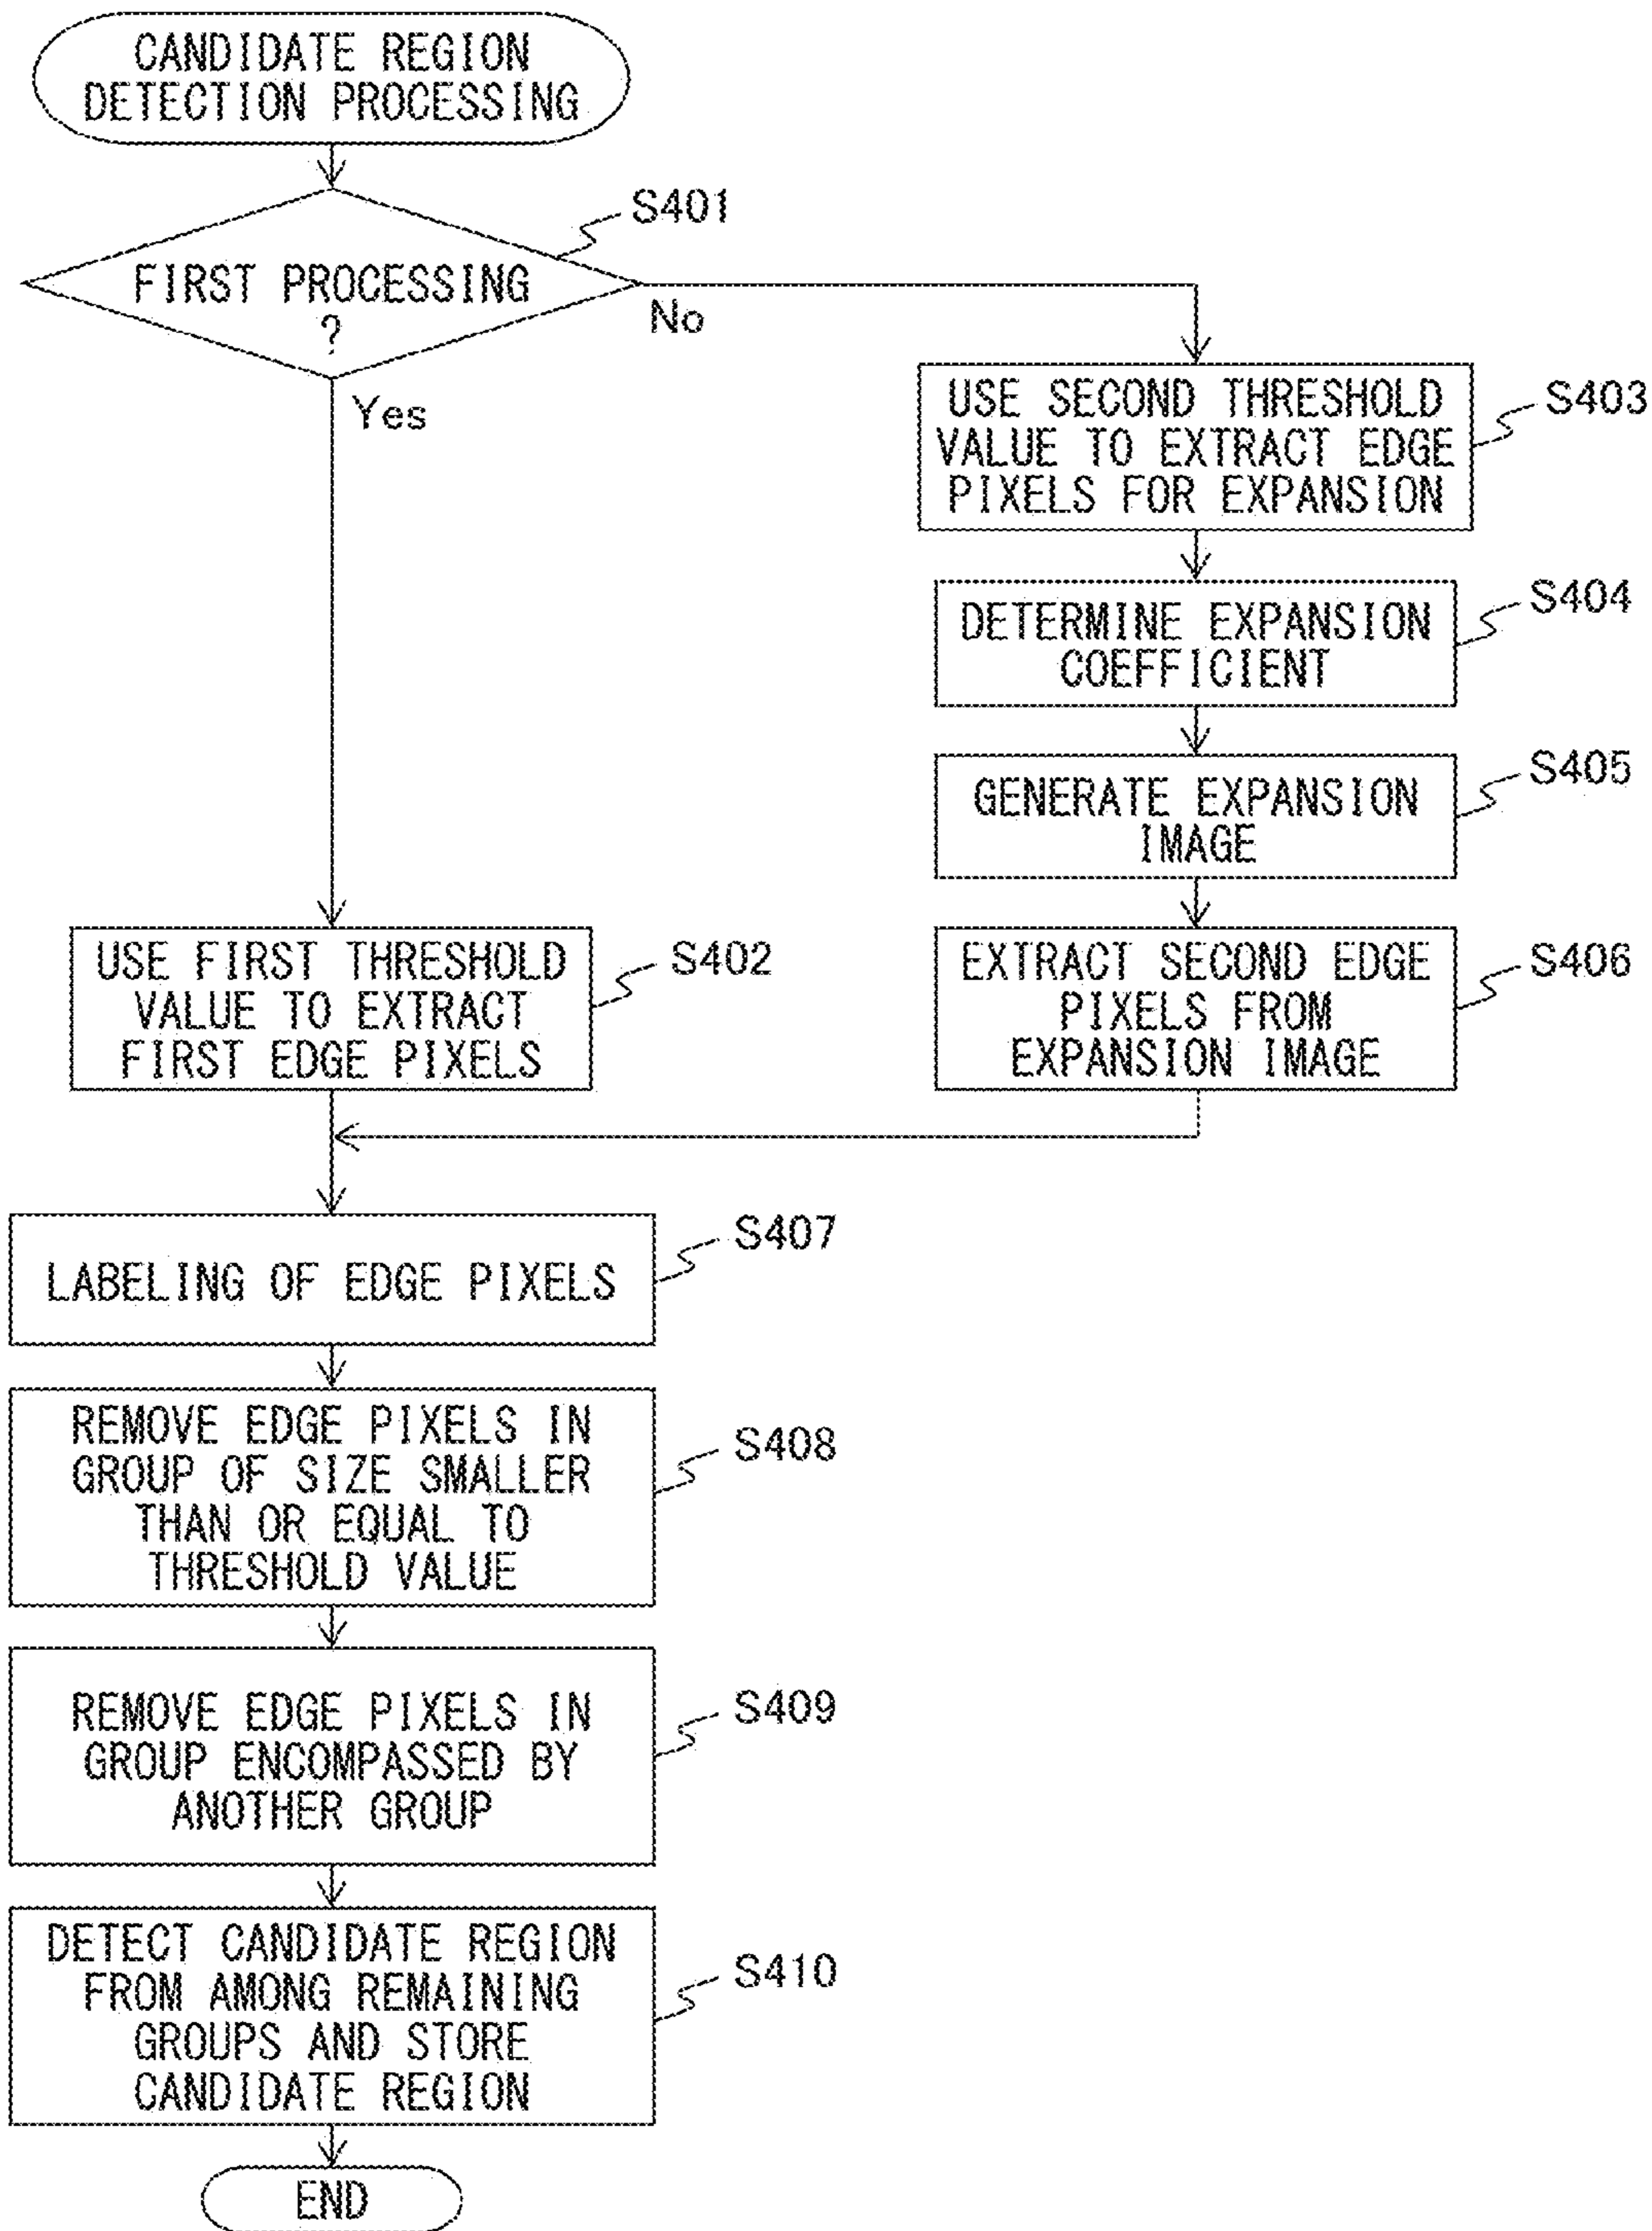 CANDIDATE REGION
DETECTION PROCESSING
S401
FIRST PROCESSING
?
No
Yes
USE SECOND THRESHOLD
VALUE TO EXTRACT EDGE
PIXELS FOR EXPANSION
S403
DETERMINE EXPANSION
COEFFICIENT
S404
GENERATE EXPANSION
IMAGE
S405
USE FIRST THRESHOLD
VALUE TO EXTRACT
FIRST EDGE PIXELS
S402
EXTRACT SECOND EDGE
PIXELS FROM
EXPANSION IMAGE
S406
LABELING OF EDGE PIXELS
S407
REMOVE EDGE PIXELS IN
GROUP OF SIZE SMALLER
THAN OR EQUAL TO
THRESHOLD VALUE
S408
REMOVE EDGE PIXELS IN
GROUP ENCOMPASSED BY
ANOTHER GROUP
S409
DETECT CANDIDATE REGION
FROM AMONG REMAINING
GROUPS AND STORE
CANDIDATE REGION
S410
END